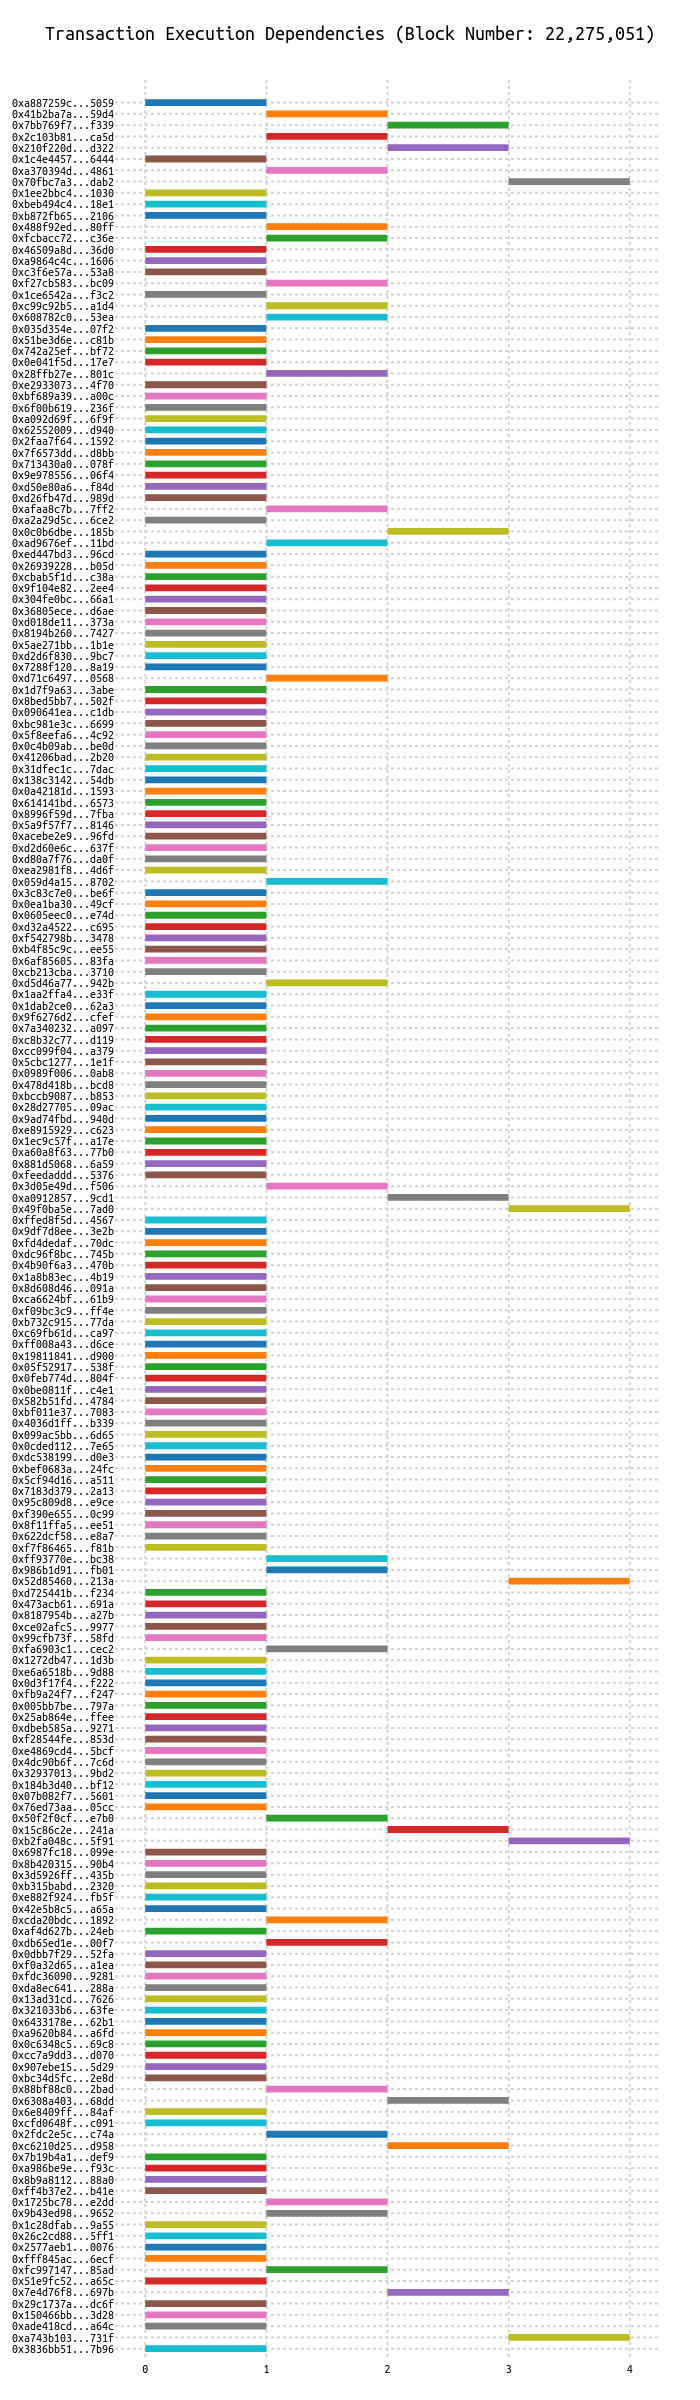 Transaction Execution Dependencies (Block Number: 22,275,051)
0xa887259c...5059
0x41b2ba7a...59d4
0x7bb769f7...f339
0x2c103b81...ca5d
0x210f220d...d322
0x1c4e4457...6444
0xa370394d...4861
0x70fbc7a3...dab2
0x1ee2bbc4...1030
0xbeb494c4...18e1
0xb872fb65...2106
0x488f92ed...80ff
0xfcbacc72...c36e
0x46509a8d...36d0
0xa9864c4c...1606
0xc3f6e57a...53a8
0xf27cb583...bc09
0x1ce6542a...f3c2
0xc99c92b5...a1d4
0x608782c0...53ea
0x035d354e...07f2
0x51be3d6e...c81b
0x742a25ef...bf72
0x0e041f5d...17e7
0x28ffb27e...801c
0xe2933073...4f70
0xbf689a39...a00c
0x6f00b619...236f
0xa092d69f...6f9f
0x62552009...d940
0x2faa7f64...1592
0x7f6573dd...d8bb
0x713430a0...078f
0x9e978556...06f4
0xd50e80a6...f84d
0xd26fb47d...989d
0xafaa8c7b...7ff2
0xa2a29d5c...6ce2
0x0c0b6dbe...185b
0xad9676ef...11bd
0xed447bd3...96cd
0x26939228...b05d
0xcbab5f1d...c38a
0x9f104e82...2ee4
0x304fe0bc...66a1
0x36805ece...d6ae
0xd018de11...373a
0x8194b260...7427
0x5ae271bb...1b1e
0xd2d6f830...9bc7
0x7288f120...8a19
0xd71c6497...0568
0x1d7f9a63...3abe
0x8bed5bb7...502f
0x090641ea...c1db
0xbc981e3c...6699
0x5f8eefa6...4c92
0x0c4b09ab...be0d
0x41206bad...2b20
0x31dfec1c...7dac
0x138c3142...54db
0x0a42181d...1593
0x614141bd...6573
0x8996f59d...7fba
0x5a9f57f7...8146
0xacebe2e9...96fd
0xd2d60e6c...637f
0xd80a7f76...da0f
0xea2981f8...4d6f
0x059d4a15...8702
0x3c83c7e0...be6f
0x0ea1ba30...49cf
0x0605eec0...e74d
0xd32a4522...c695
0xf542798b...3478
0xb4f85c9c...ee55
0x6af85605...83fa
0xcb213cba...3710
0xd5d46a77...942b
0x1aa2ffa4...e33f
0x1dab2ce0...62a3
0x9f6276d2...cfef
0x7a340232...a097
0xc8b32c77...d119
0xcc099f04...a379
0x5cbc1277...1e1f
0x0989f006...0ab8
0x478d418b...bcd8
0xbccb9087...b853
0x28d27705...09ac
0x9ad74fbd...940d
0xe8915929...c623
0x1ec9c57f...a17e
0xa60a8f63...77b0
0x881d5068...6a59
0xfeedaddd...5376
0x3d05e49d...f506
0xa0912857...9cd1
0x49f0ba5e...7ad0
0xffed8f5d...4567
0x9df7d8ee...3e2b
0xfd4dedaf...70dc
0xdc96f8bc...745b
0x4b90f6a3...470b
0x1a8b83ec...4b19
0x8d608d46...091a
0xca6624bf...61b9
0xf09bc3c9...ff4e
0xb732c915...77da
0xc69fb61d...ca97
0xff008a43...d6ce
0x19811841...d900
0x05f52917...538f
0x0feb774d...804f
0x0be0811f...c4e1
0x582b51fd...4784
0xbf011e37...7083
0x4036d1ff...b339
0x099ac5bb...6d65
0x0cded112...7e65
0xdc538199...d0e3
0xbef0683a...24fc
0x5cf94d16...a511
0x7183d379...2a13
0x95c809d8...e9ce
0xf390e655...0c99
0x8f11ffa5...ee51
0x622dcf58...e8a7
0xf7f86465...f81b
0xff93770e...bc38
0x986b1d91...fb01
0x52d85460...213a
0xd725441b...f234
0x473acb61...691a
0x8187954b...a27b
0xce02afc5...9977
0x99cfb73f...58fd
0xfa6903c1...cec2
0x1272db47...1d3b
0xe6a6518b...9d88
0x0d3f17f4...f222
0xfb9a24f7...f247
0x005bb7be...797a
0x25ab864e...ffee
0xdbeb585a...9271
0xf28544fe...853d
0xe4869cd4...5bcf
0x4dc90b6f...7c6d
0x32937013...9bd2
0x184b3d40...bf12
0x07b082f7...5601
0x76ed73aa...05cc
0x50f2f0cf...e7b0
0x15c86c2e...241a
0xb2fa048c...5f91
0x6987fc18...099e
0x8b420315...90b4
0x3d5926ff...435b
0xb315babd...2320
0xe882f924...fb5f
0x42e5b8c5...a65a
0xcda20bdc...1892
0xaf4d627b...24eb
0xdb65ed1e...00f7
0x0dbb7f29...52fa
0xf0a32d65...a1ea
0xfdc36090...9281
0xda8ec641...288a
0x13ad31cd...7626
0x321033b6...63fe
0x6433178e...62b1
0xa9620b84...a6fd
0x0c6348c5...69c8
0xcc7a9dd3...d070
0x907ebe15...5d29
0xbc34d5fc...2e8d
0x88bf88c0...2bad
0x6308a403...68dd
0x6e8409ff...84af
0xcfd0648f...c091
0x2fdc2e5c...c74a
0xc6210d25...d958
0x7b19b4a1...def9
0xa986be9e...f93c
0x8b9a8112...88a0
0xff4b37e2...b41e
0x1725bc78...e2dd
0x9b43ed98...9652
0x1c28dfab...9a55
0x26c2cd88...5ff1
0x2577aeb1...0076
0xfff845ac...6ecf
0xfc997147...85ad
0x51e9fc52...a65c
0x7e4d76f8...697b
0x29c1737a...dc6f
0x150466bb...3d28
0xade418cd...a64c
0xa743b103...731f
0x3836bb51...7b96
0 1 2 3 4